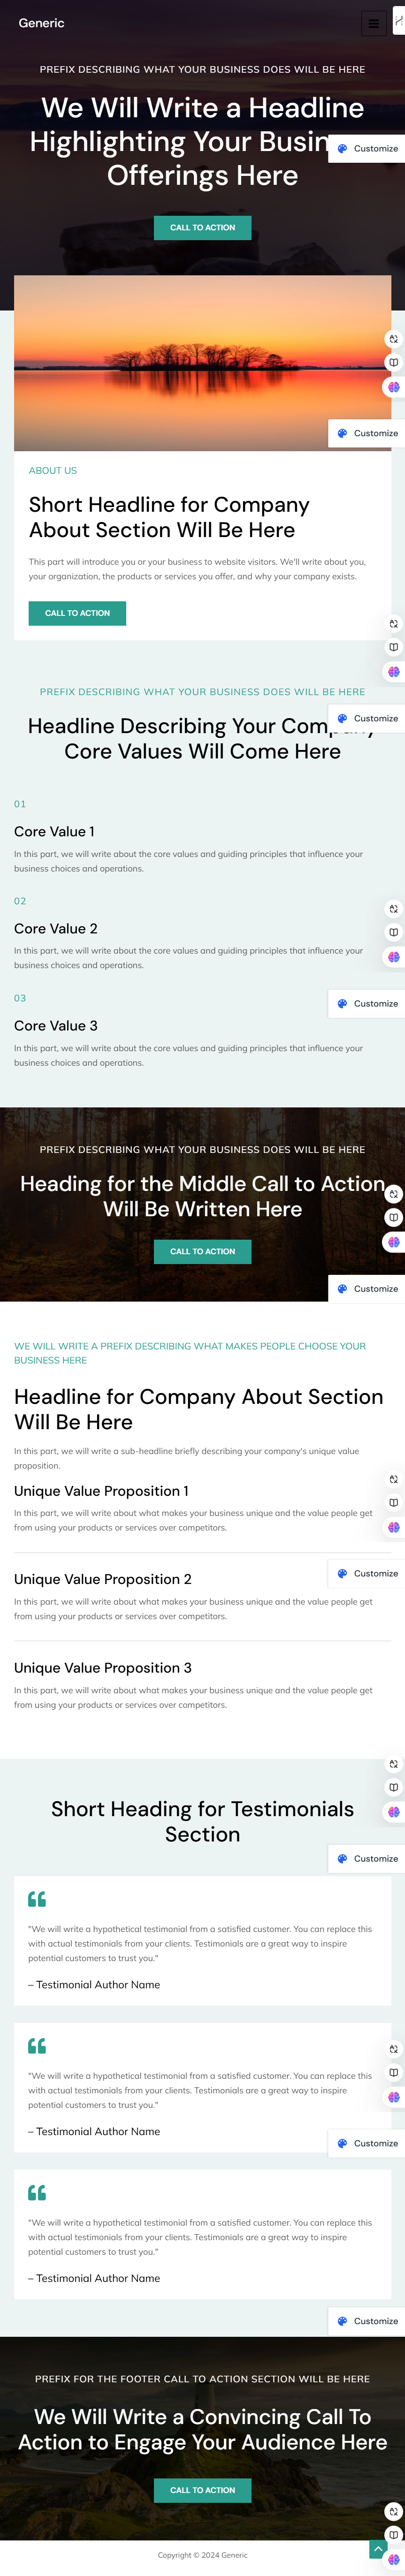 Generic
PREFIX DESCRIBING WHAT YOUR BUSINESS DOES WILL BE HERE
We Will Write a Headline
Highlighting Your Busin
Customize
Offerings Here
CALL TO ACTION
Customize
ABOUT US
Short Headline for Company
About Section Will Be Here
This part will introduce you or your business to website visitors. We'll write about you,
your organization, the products or services you offer, and why your company exists.
CALL TO ACTION
PREFIX DESCRIBING WHAT YOUR BUSINESS DOES WILL BE HERE
Customize
Headline Describing Your Company
Core Values Will Come Here
01
Core Value 1
In this part, we will write about the core values and guiding principles that influence your
business choices and operations.
02
Core Value 2
In this part, we will write about the core values and guiding principles that influence your
business choices and operations.
03
Customize
Core Value 3
In this part, we will write about the core values and guiding principles that influence your
business choices and operations.
PREFIX DESCRIBING WHAT YOUR BUSINESS DOES WILL BE HERE
Heading for the Middle Call to Action
Will Be Written Here
CALL TO ACTION
Customize
WE WILL WRITE A PREFIX DESCRIBING WHAT MAKES PEOPLE CHOOSE YOUR
BUSINESS HERE
Headline for Company About Section
Will Be Here
In this part, we will write a sub-headline briefly describing your company's unique value
proposition.
Unique Value Proposition 1
In this part, we will write about what makes your business unique and the value people get
from using your products or services over competitors.
Customize
Unique Value Proposition 2
In this part, we will write about what makes your business unique and the value people get
from using your products or services over competitors.
Unique Value Proposition 3
In this part, we will write about what makes your business unique and the value people get
from using your products or services over competitors.
Short Heading for Testimonials
Section
Customize
"We will write a hypothetical testimonial from a satisfied customer. You can replace this
with actual testimonials from your clients. Testimonials are a great way to inspire
potential customers to trust you."
– Testimonial Author Name
"We will write a hypothetical testimonial from a satisfied customer. You can replace this
with actual testimonials from your clients. Testimonials are a great way to inspire
potential customers to trust you."
– Testimonial Author Name
Customize
"We will write a hypothetical testimonial from a satisfied customer. You can replace this
with actual testimonials from your clients. Testimonials are a great way to inspire
potential customers to trust you."
– Testimonial Author Name
Customize
PREFIX FOR THE FOOTER CALL TO ACTION SECTION WILL BE HERE
We Will Write a Convincing Call To
Action to Engage Your Audience Here
CALL TO ACTION
Copyright © 2024 Generic